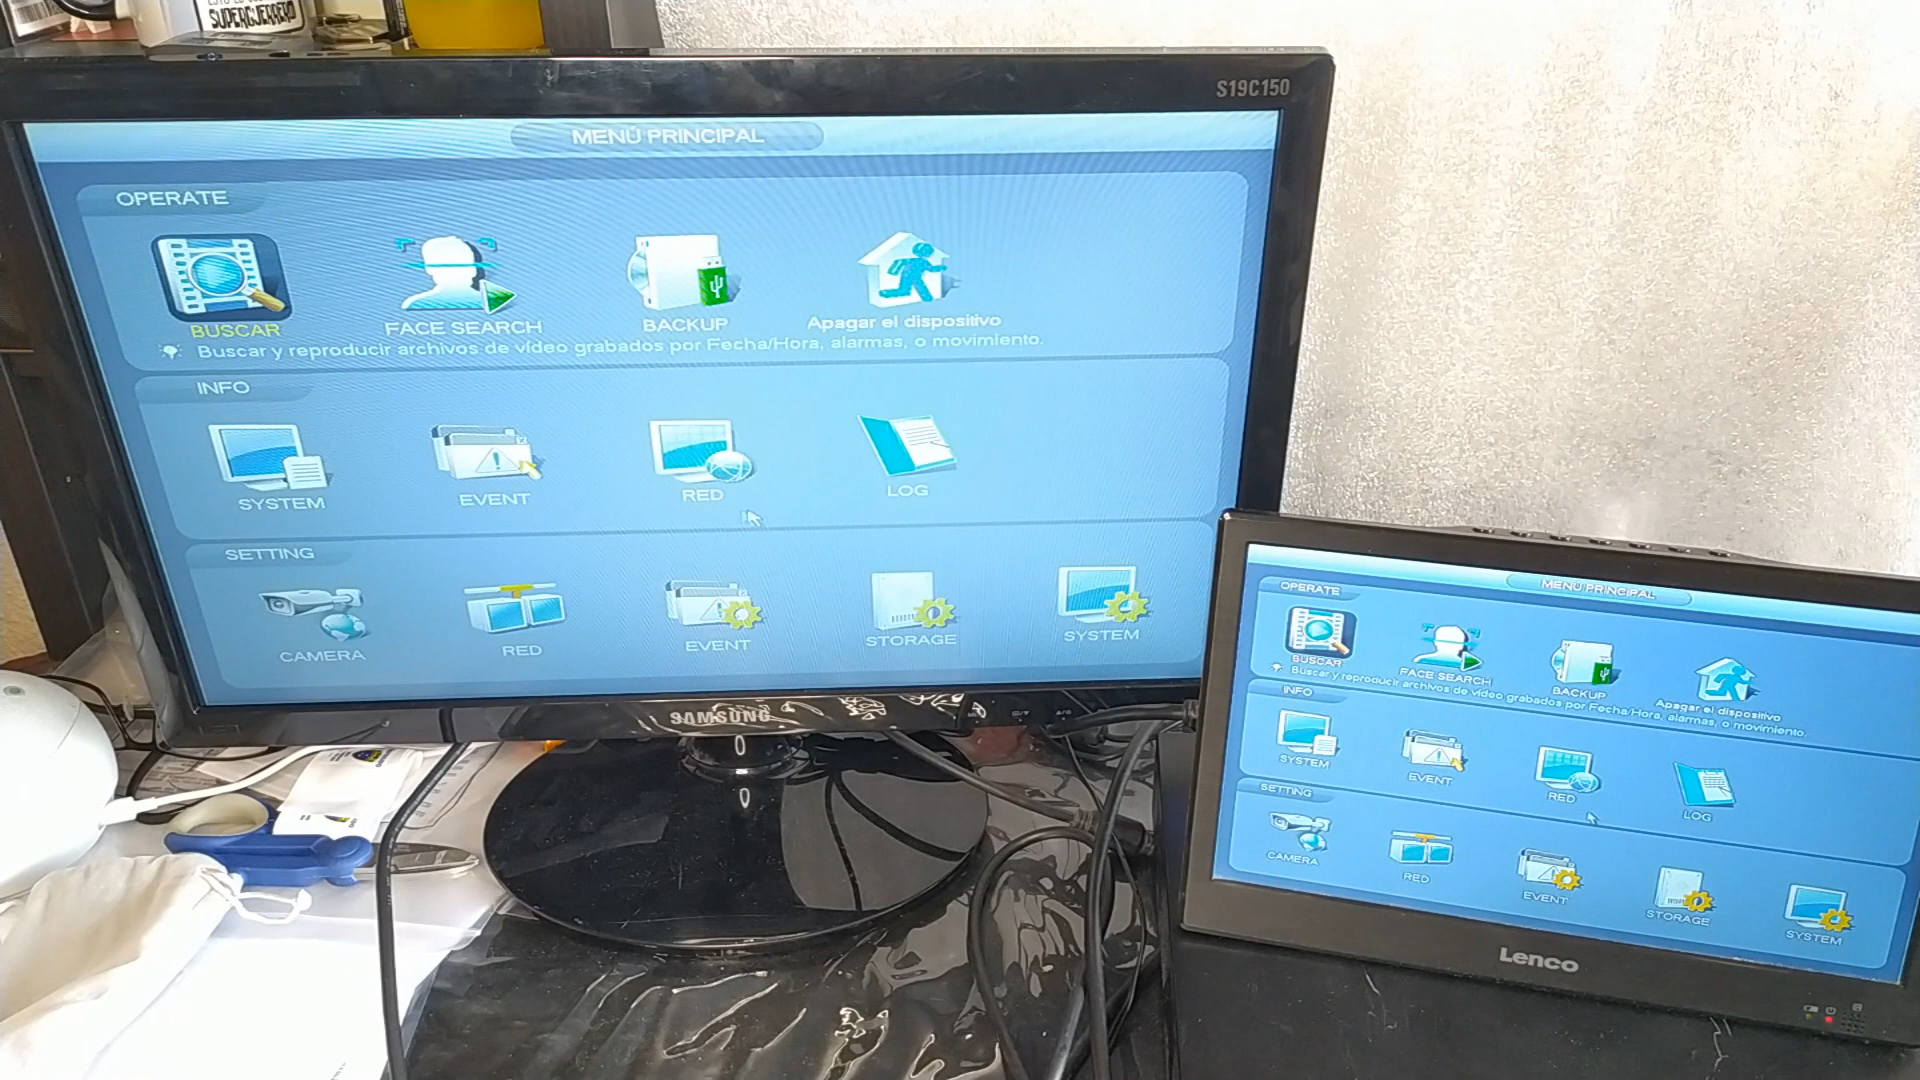 SUPERGUERRERO
S19C150
MENÚ PRINCIPAL
OPERATE
BUSCAR
FACE SEARCH
BACKUP
Apagar el dispositivo
Buscar y reproducir archivos de vídeo grabados por Fecha/Hora, alarmas, o movimiento.
INFO
SYSTEM
EVENT
RED
LOG
SETTING
CAMERA
RED
EVENT
STORAGE
SYSTEM
SAMSUNG
MENÚ PRINCIPAL
OPERATE
BUSCAR
FACE SEARCH
BACKUP
Apagar el dispositivo
Buscar y reproducir archivos de vídeo grabados por Fecha/Hora, alarmas, o movimiento.
INFO
SYSTEM
EVENT
RED
LOG
SETTING
CAMERA
RED
EVENT
STORAGE
SYSTEM
Lenco